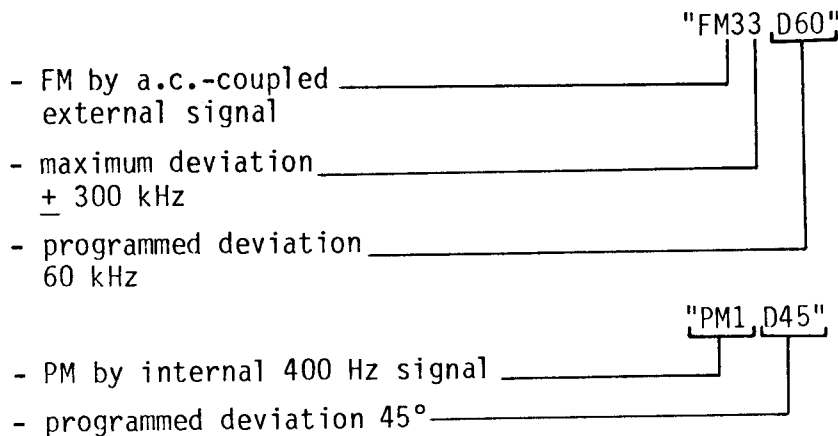 "FM33,D60"
- FM by a.c.-coupled
external signal
- maximum deviation
± 300 kHz
- programmed deviation
60 kHz
"PM1,D45"
- PM by internal 400 Hz signal
- programmed deviation 45°